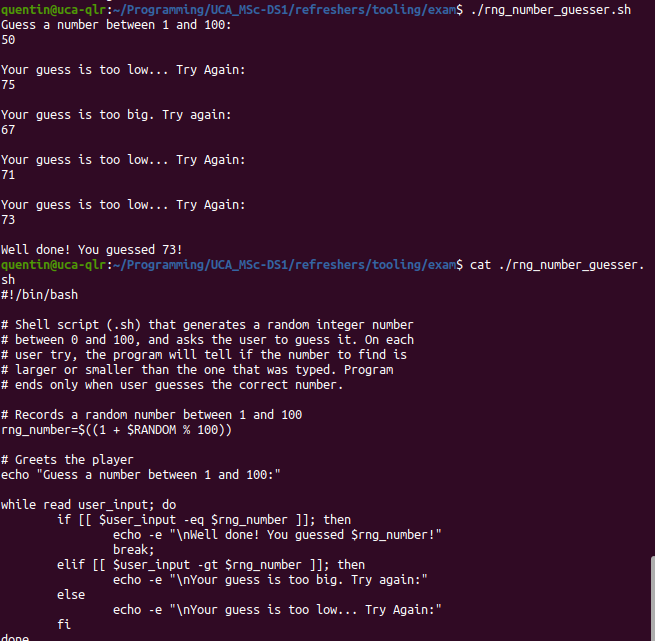 quentin@uca-qlr:~/Programming/UCA_MSc-DS1/refreshers/tooling/exam$ ./rng_number_guesser.sh
Guess a number between 1 and 100:
50
Your guess is too low... Try Again:
75
Your guess is too big. Try again:
67
Your guess is too low... Try Again:
71
Your guess is too low... Try Again:
73
Well done! You guessed 73!
quentin@uca-qlr:~/Programming/UCA_MSc-DS1/refreshers/tooling/exam$ cat ./rng_number_guesser.
sh
#!/bin/bash
# Shell script (.sh) that generates a random integer number
# between 0 and 100, and asks the user to guess it. On each
# user try, the program will tell if the number to find is
# larger or smaller than the one that was typed. Program
# ends only when user guesses the correct number.
# Records a random number between 1 and 100
rng_number=$((1 + $RANDOM % 100))
# Greets the player
echo "Guess a number between 1 and 100:"
while read user_input; do
if [[ $user_input -eq $rng_number ]]; then
echo -e "\nWell done! You guessed $rng_number!"
break;
elif [[ $user_input -gt $rng_number ]]; then
echo -e "\nYour guess is too big. Try again:"
else
echo -e "\nYour guess is too low... Try Again:"
fi
done